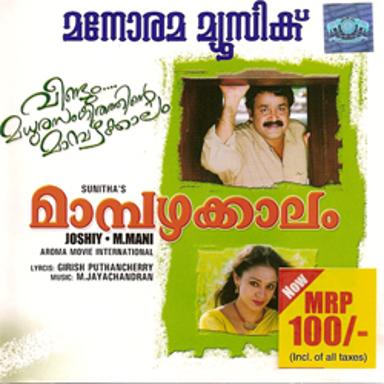 മനോരമ മ്യൂസിക്
വീണ്ടും....
മധുരസംഗീതത്തിന്റെ
മാമ്പഴക്കാലം
SUNITHA'S
മാമ്പഴക്കാലം
JOSHIY • M.MANI
AROMA MOVIE INTERNATIONAL
LYRCIS: GIRISH PUTHANCHERRY
MUSIC: M.JAYACHANDRAN
Now
MRP
100/-
(Incl. of all taxes)